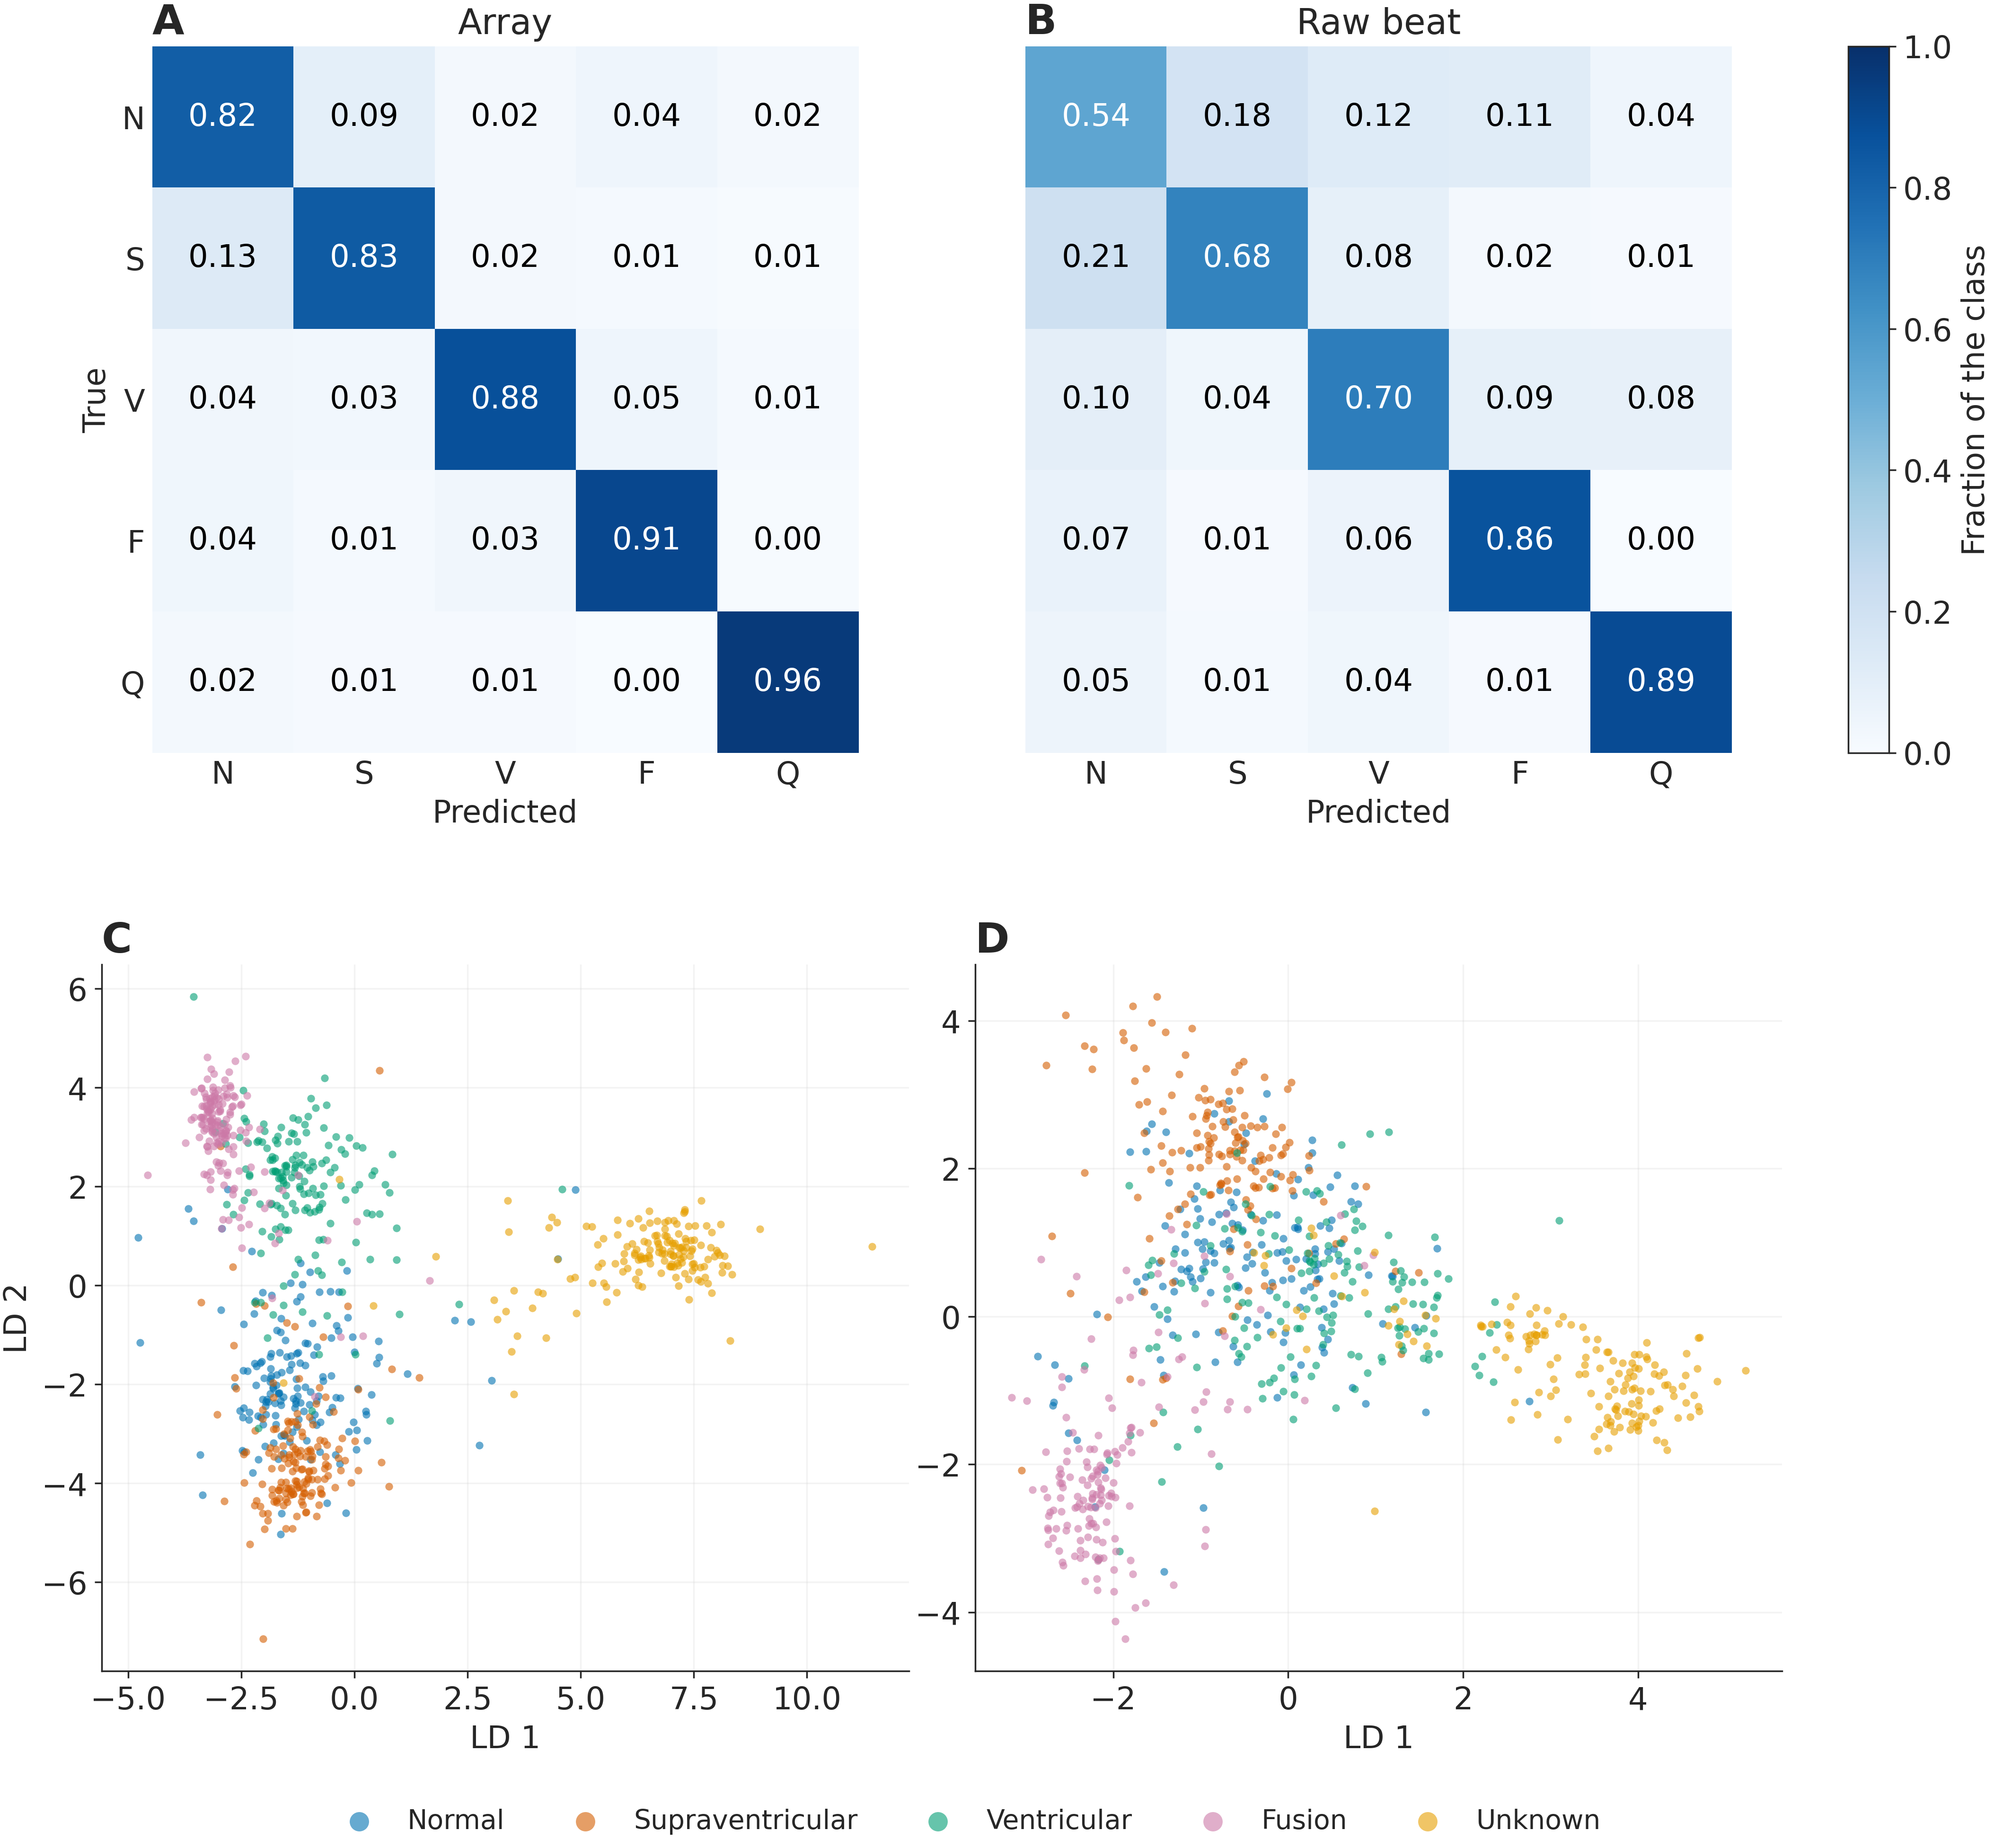 A Array
B Raw beat
N 0.82 0.09 0.02 0.04 0.02
S 0.13 0.83 0.02 0.01 0.01
V 0.04 0.03 0.88 0.05 0.01
F 0.04 0.01 0.03 0.91 0.00
Q 0.02 0.01 0.01 0.00 0.96
True
N S V F Q
Predicted
0.54 0.18 0.12 0.11 0.04
0.21 0.68 0.08 0.02 0.01
0.10 0.04 0.70 0.09 0.08
0.07 0.01 0.06 0.86 0.00
0.05 0.01 0.04 0.01 0.89
N S V F Q
Predicted
1.0
0.8
0.6
0.4
0.2
0.0
Fraction of the class
C
6
4
2
0
−2
−4
−6
LD 2
−5.0 −2.5 0.0 2.5 5.0 7.5 10.0
LD 1
D
4
2
0
−2
−4
−2 0 2 4
LD 1
Normal Supraventricular Ventricular Fusion Unknown